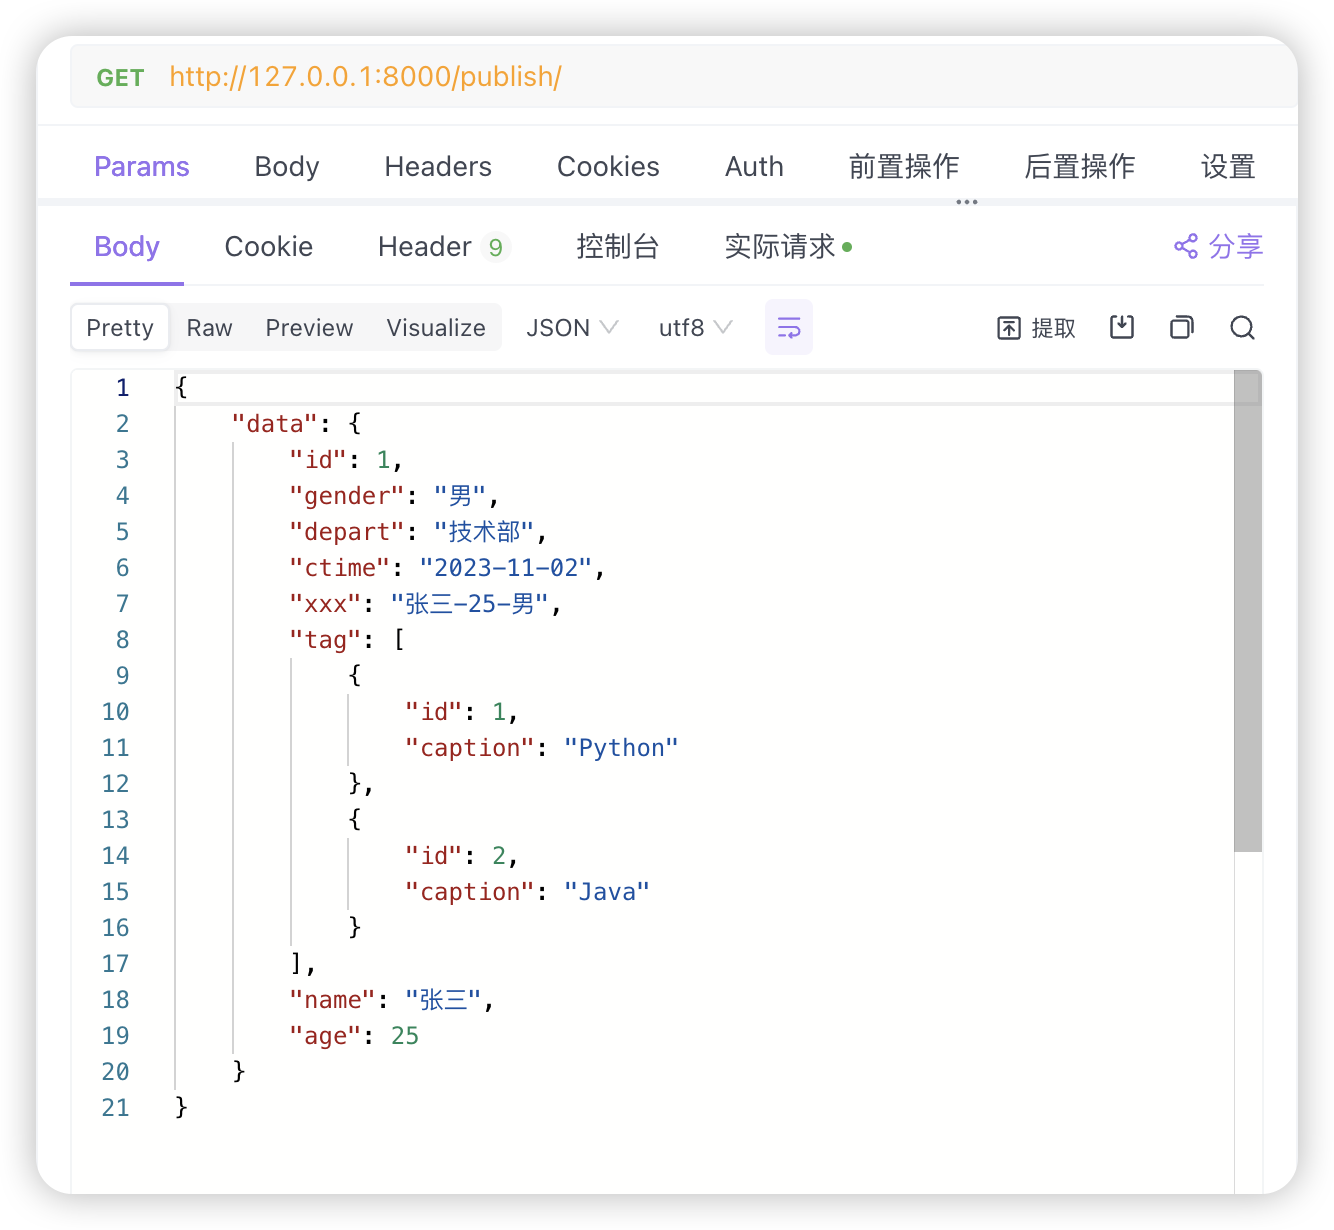 GET http://127.0.0.1:8000/publish/
Params Body Headers Cookies Auth 前置操作 后置操作 设置
Body Cookie Header 9 控制台 实际请求 分享
Pretty Raw Preview Visualize JSON utf8 提取
1 {
2 "data": {
3 "id": 1,
4 "gender": "男",
5 "depart": "技术部",
6 "ctime": "2023-11-02",
7 "xxx": "张三-25-男",
8 "tag": [
9 {
10 "id": 1,
11 "caption": "Python"
12 },
13 {
14 "id": 2,
15 "caption": "Java"
16 }
17 ],
18 "name": "张三",
19 "age": 25
20 }
21 }